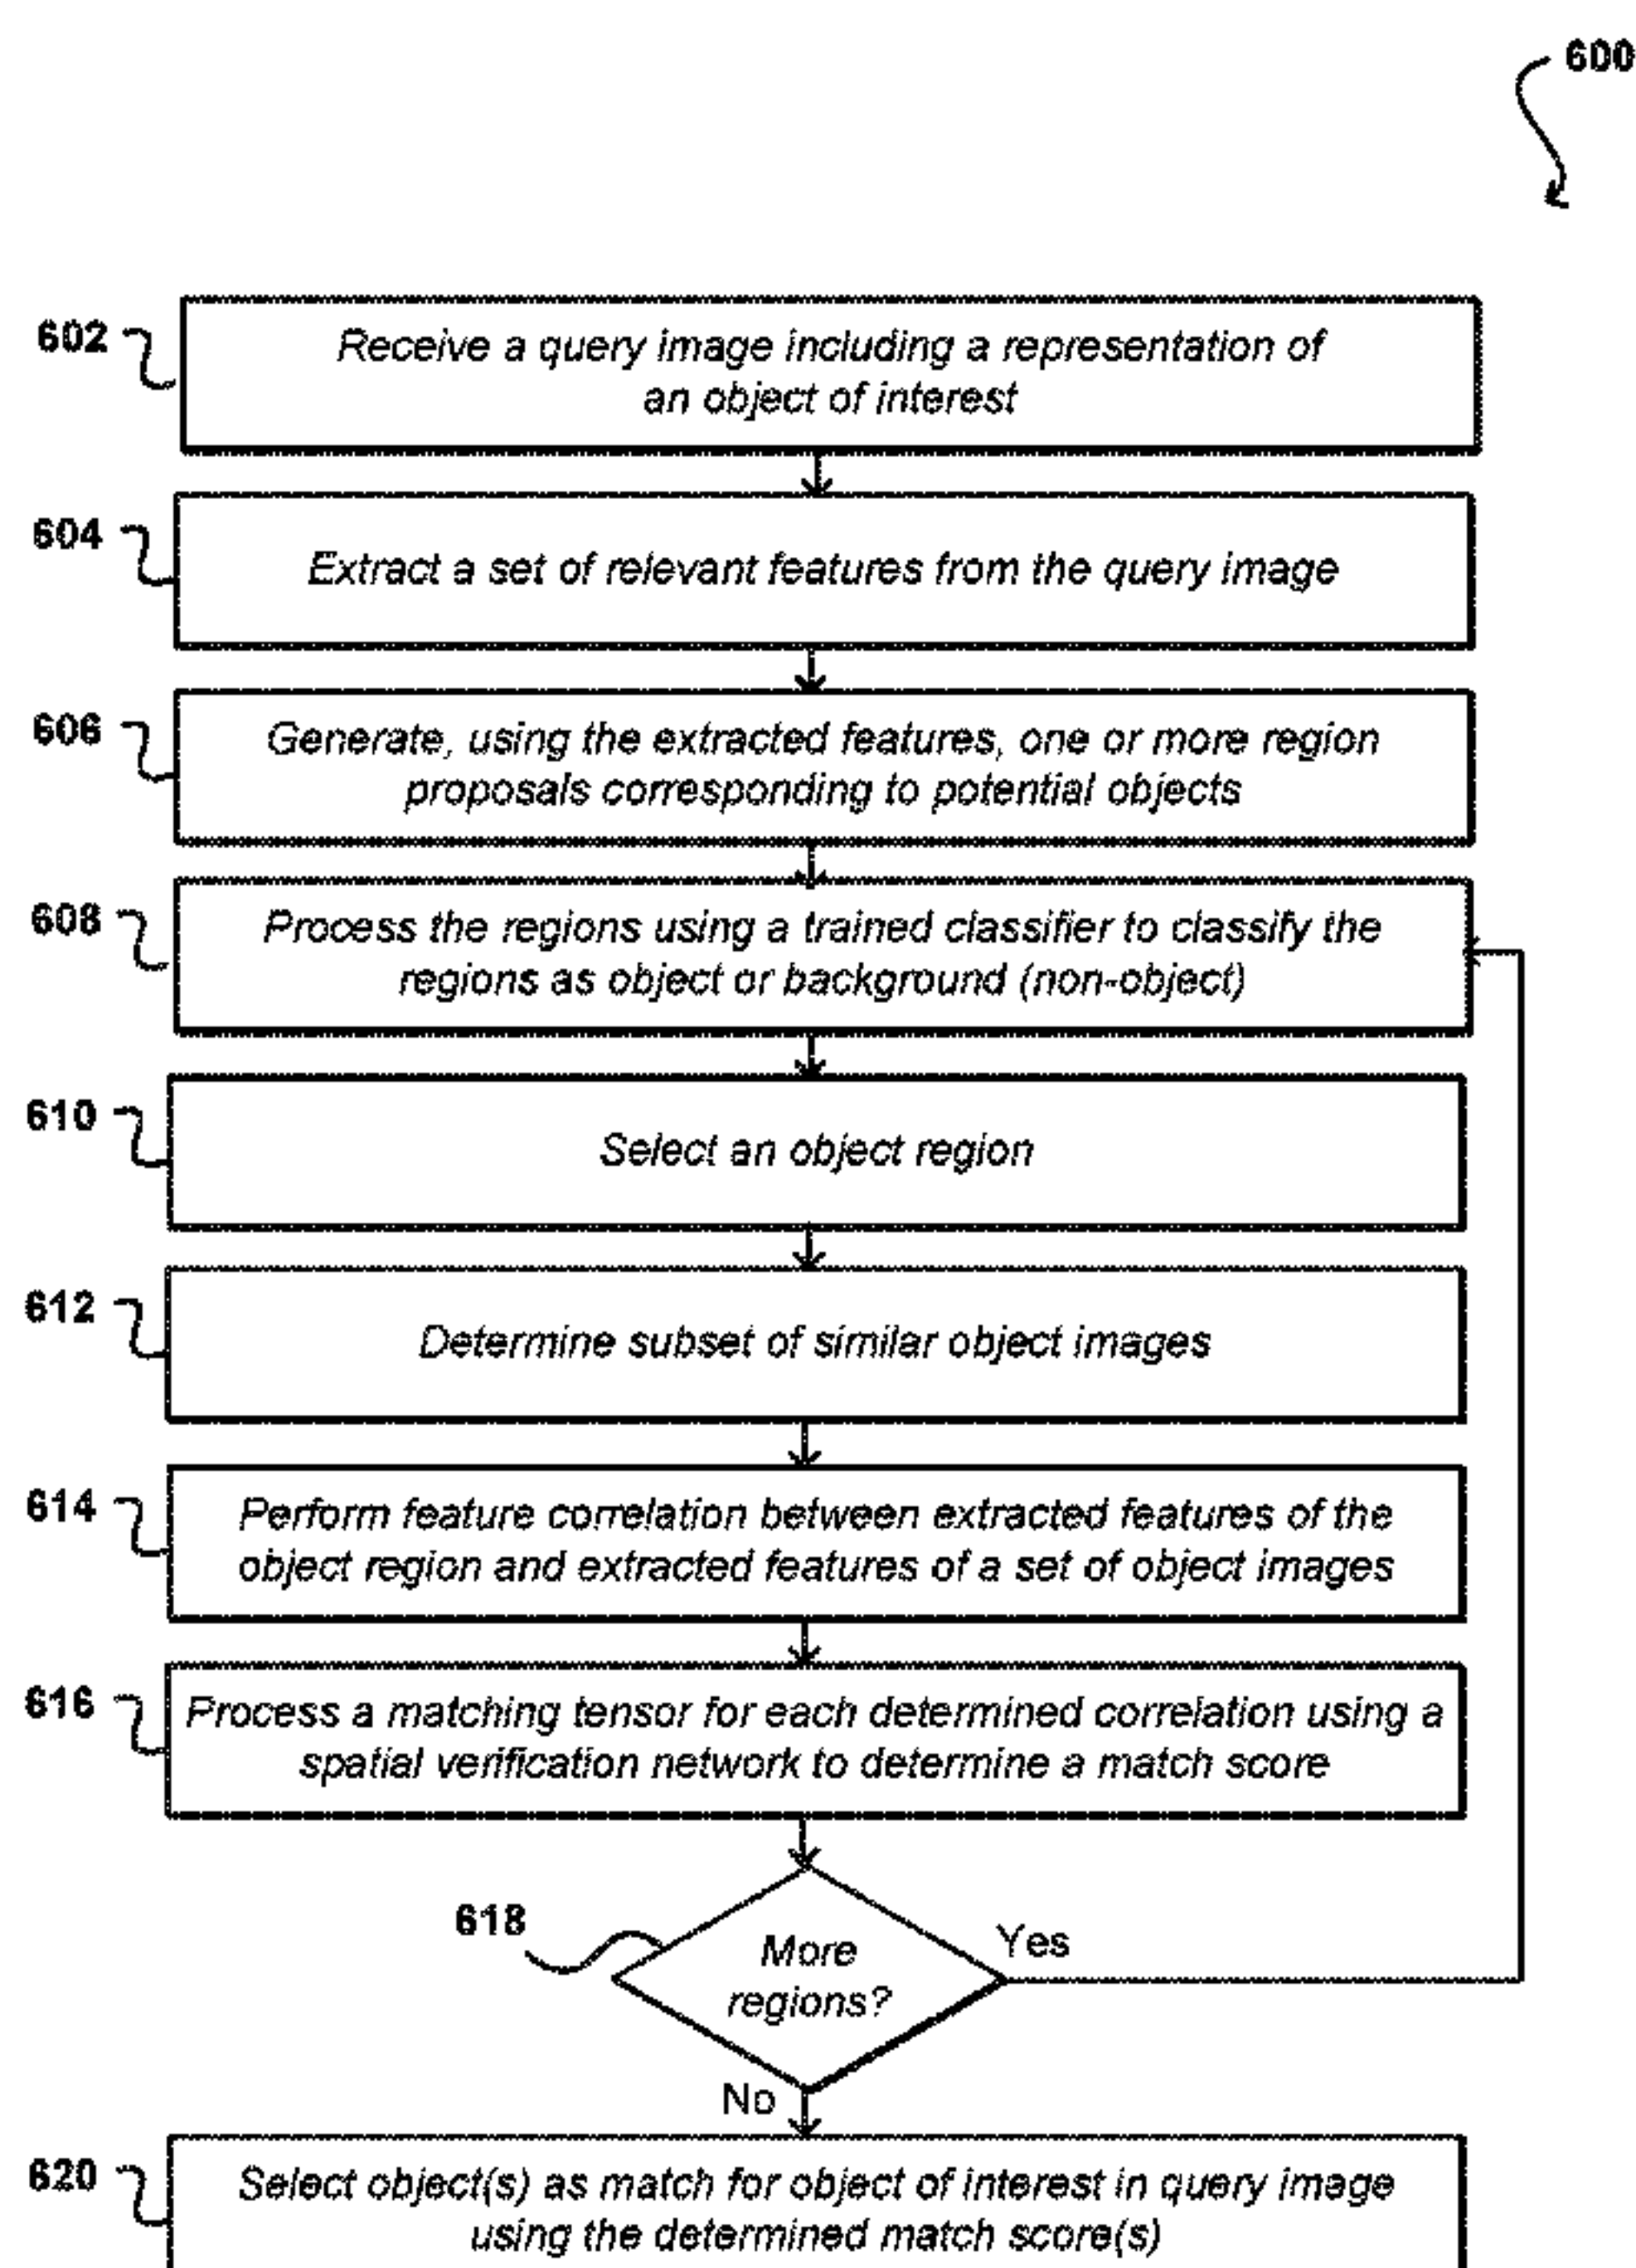 600
602
Receive a query image including a representation of
an object of interest
604
Extract a set of relevant features from the query image
606
Generate, using the extracted features, one or more region
proposals corresponding to potential objects
608
Process the regions using a trained classifier to classify the
regions as object or background (non-object)
610
Select an object region
612
Determine subset of similar object images
614
Perform feature correlation between extracted features of the
object region and extracted features of a set of object images
616
Process a matching tensor for each determined correlation using a
spatial verification network to determine a match score
618
More
regions?
Yes
No
620
Select object(s) as match for object of interest in query image
using the determined match score(s)